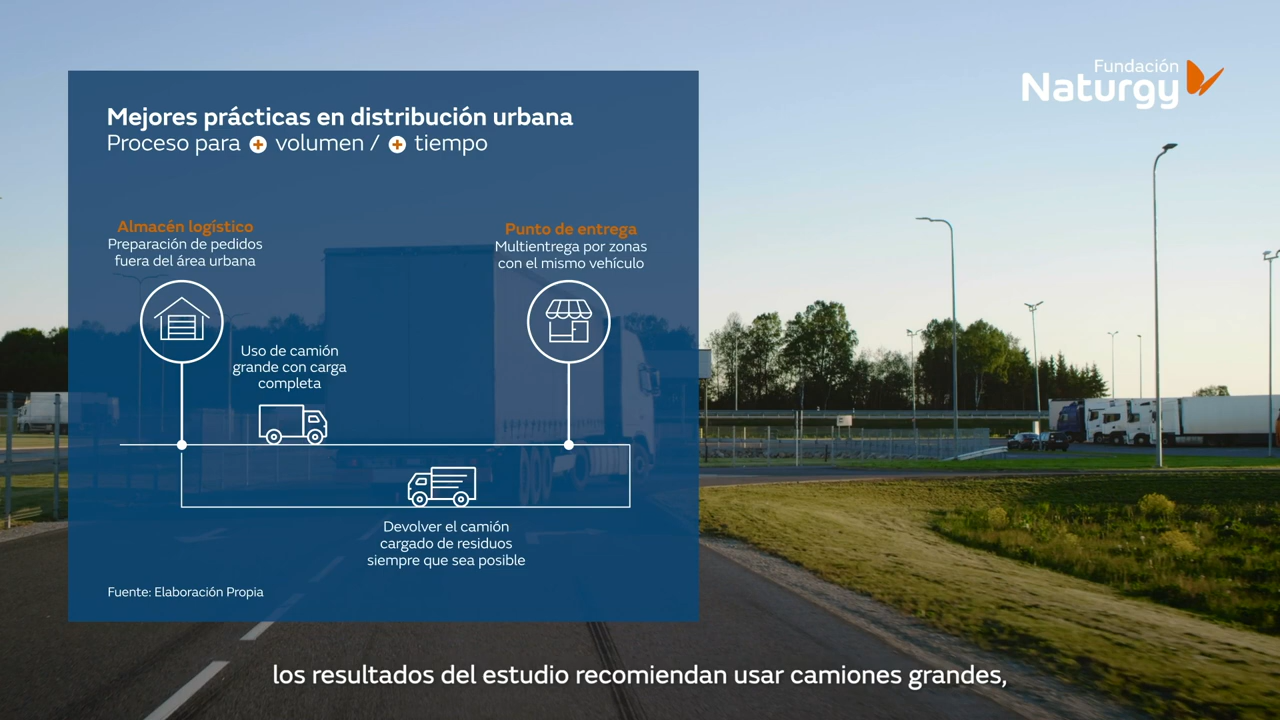 Fundación
Naturgy
Mejores prácticas en distribución urbana
Proceso para + volumen / + tiempo
Almacén logístico
Preparación de pedidos
fuera del área urbana
Punto de entrega
Multientrega por zonas
con el mismo vehículo
Uso de camión
grande con carga
completa
Devolver el camión
cargado de residuos
siempre que sea posible
Fuente: Elaboración Propia
los resultados del estudio recomiendan usar camiones grandes,